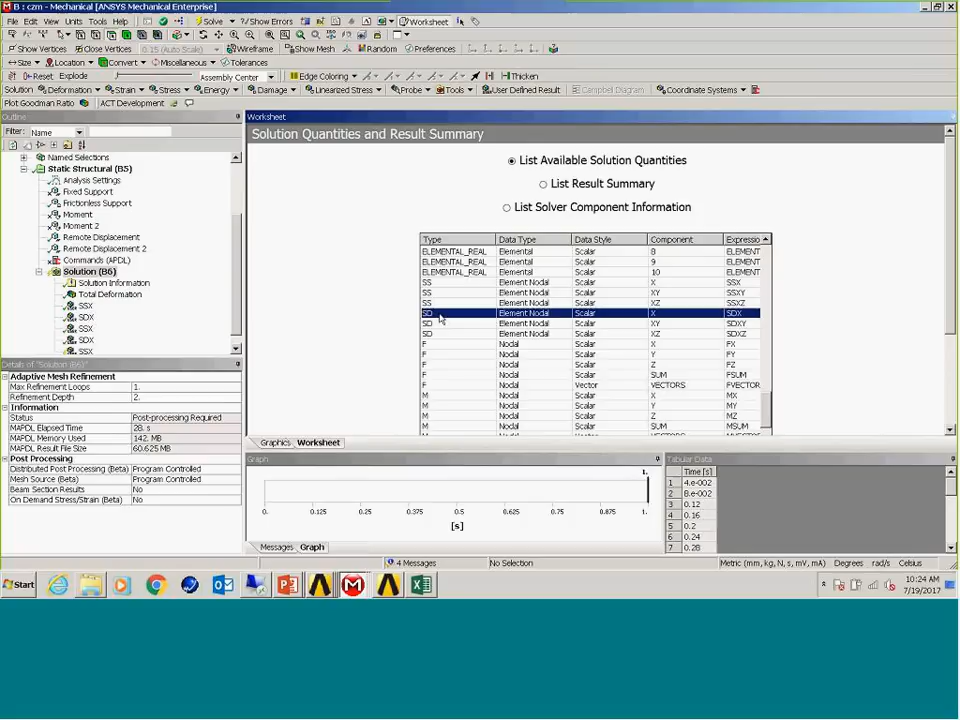 B : czm - Mechanical [ANSYS Mechanical Enterprise]
File Edit View Units Tools Help Solve ?/Show Errors Worksheet
Show Vertices Close Vertices 0.15 (Auto Scale) Wireframe Show Mesh Random Preferences
Size Location Convert Miscellaneous Tolerances
Reset Explode Assembly Center Edge Coloring Thicken
Solution Deformation Strain Stress Energy Damage Linearized Stress Probe Tools User Defined Result Campbell Diagram Coordinate Systems
Plot Goodman Ratio ACT Development
Outline
Filter: Name
Named Selections
Static Structural (B5)
Analysis Settings
Fixed Support
Frictionless Support
Moment
Moment 2
Remote Displacement
Remote Displacement 2
Commands (APDL)
Solution (B6)
Solution Information
Total Deformation
SSX
SDX
SSX
SDX
SSX
Details of "Solution (B6)"
Adaptive Mesh Refinement
Max Refinement Loops 1.
Refinement Depth 2.
Information
Status Post-processing Required
MAPDL Elapsed Time 28. s
MAPDL Memory Used 142. MB
MAPDL Result File Size 60.625 MB
Post Processing
Distributed Post Processing (Beta) Program Controlled
Mesh Source (Beta) Program Controlled
Beam Section Results No
On Demand Stress/Strain (Beta) No
Worksheet
Solution Quantities and Result Summary
List Available Solution Quantities
List Result Summary
List Solver Component Information
Type Data Type Data Style Component Expressio
ELEMENTAL_REAL Elemental Scalar 8 ELEMENT
ELEMENTAL_REAL Elemental Scalar 9 ELEMENT
ELEMENTAL_REAL Elemental Scalar 10 ELEMENT
SS Element Nodal Scalar X SSX
SS Element Nodal Scalar XY SSXY
SS Element Nodal Scalar XZ SSXZ
SD Element Nodal Scalar X SDX
SD Element Nodal Scalar XY SDXY
SD Element Nodal Scalar XZ SDXZ
F Nodal Scalar X FX
F Nodal Scalar Y FY
F Nodal Scalar Z FZ
F Nodal Scalar SUM FSUM
F Nodal Vector VECTORS FVECTOR
M Nodal Scalar X MX
M Nodal Scalar Y MY
M Nodal Scalar Z MZ
M Nodal Scalar SUM MSUM
Graphics Worksheet
Graph
1.
0. 0.125 0.25 0.375 0.5 0.625 0.75 0.875 1.
[s]
Messages Graph
Tabular Data
Time [s]
1 4.e-002
2 8.e-002
3 0.12
4 0.16
5 0.2
6 0.24
7 0.28
4 Messages No Selection Metric (mm, kg, N, s, mV, mA) Degrees rad/s Celsius
Start
10:24 AM
7/19/2017